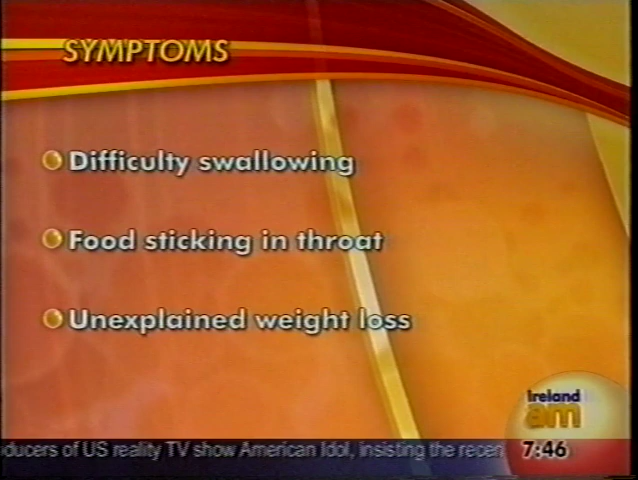 SYMPTOMS
Difficulty swallowing
Food sticking in throat
Unexplained weight loss
Ireland
am
ducers of US reality TV show American Idol, insisting the recen
7:46